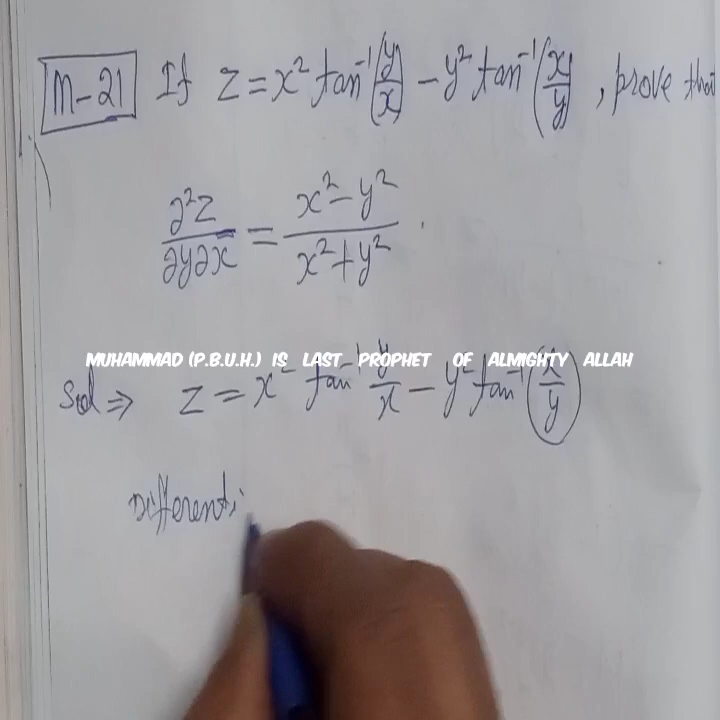 M-21 If z = x² tan⁻¹(y/x) - y² tan⁻¹(x/y), prove that
∂²z/∂y∂x = (x² - y²)/(x² + y²).
MUHAMMAD (P.B.U.H.) IS LAST PROPHET OF ALMIGHTY ALLAH
Sol ⇒ z = x² tan⁻¹ y/x - y² tan⁻¹(x/y)
Differenti